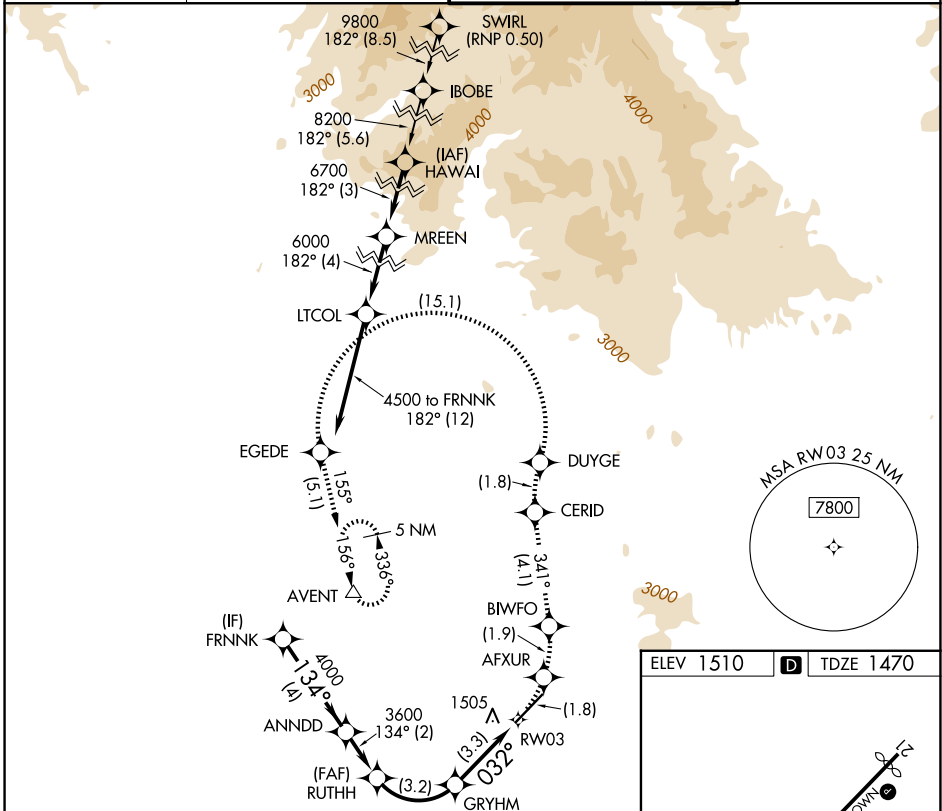 9800
182° (8.5)
SWIRL
(RNP 0.50)
3000
IBOBE
4000
8200
182° (5.6)
4000
(IAF)
HAWAI
6700
182° (3)
MREEN
6000
182° (4)
(15.1)
LTCOL
3000
4500 to FRNNK
182° (12)
EGEDE
DUYGE
(1.8)
MSA RW03 25 NM
7800
155°
(5.1)
CERID
5 NM
156°
336°
341°
(4.1)
AVENT
3000
BIWFO
(IF)
FRNNK
(1.9)
4000
134°
(4)
AFXUR
ELEV 1510
D
TDZE 1470
1505
(1.8)
3600
134° (2)
ANNDD
RW03
(3.3)
032°
21
(FAF)
RUTHH
(3.2)
GRYHM
P
OWN